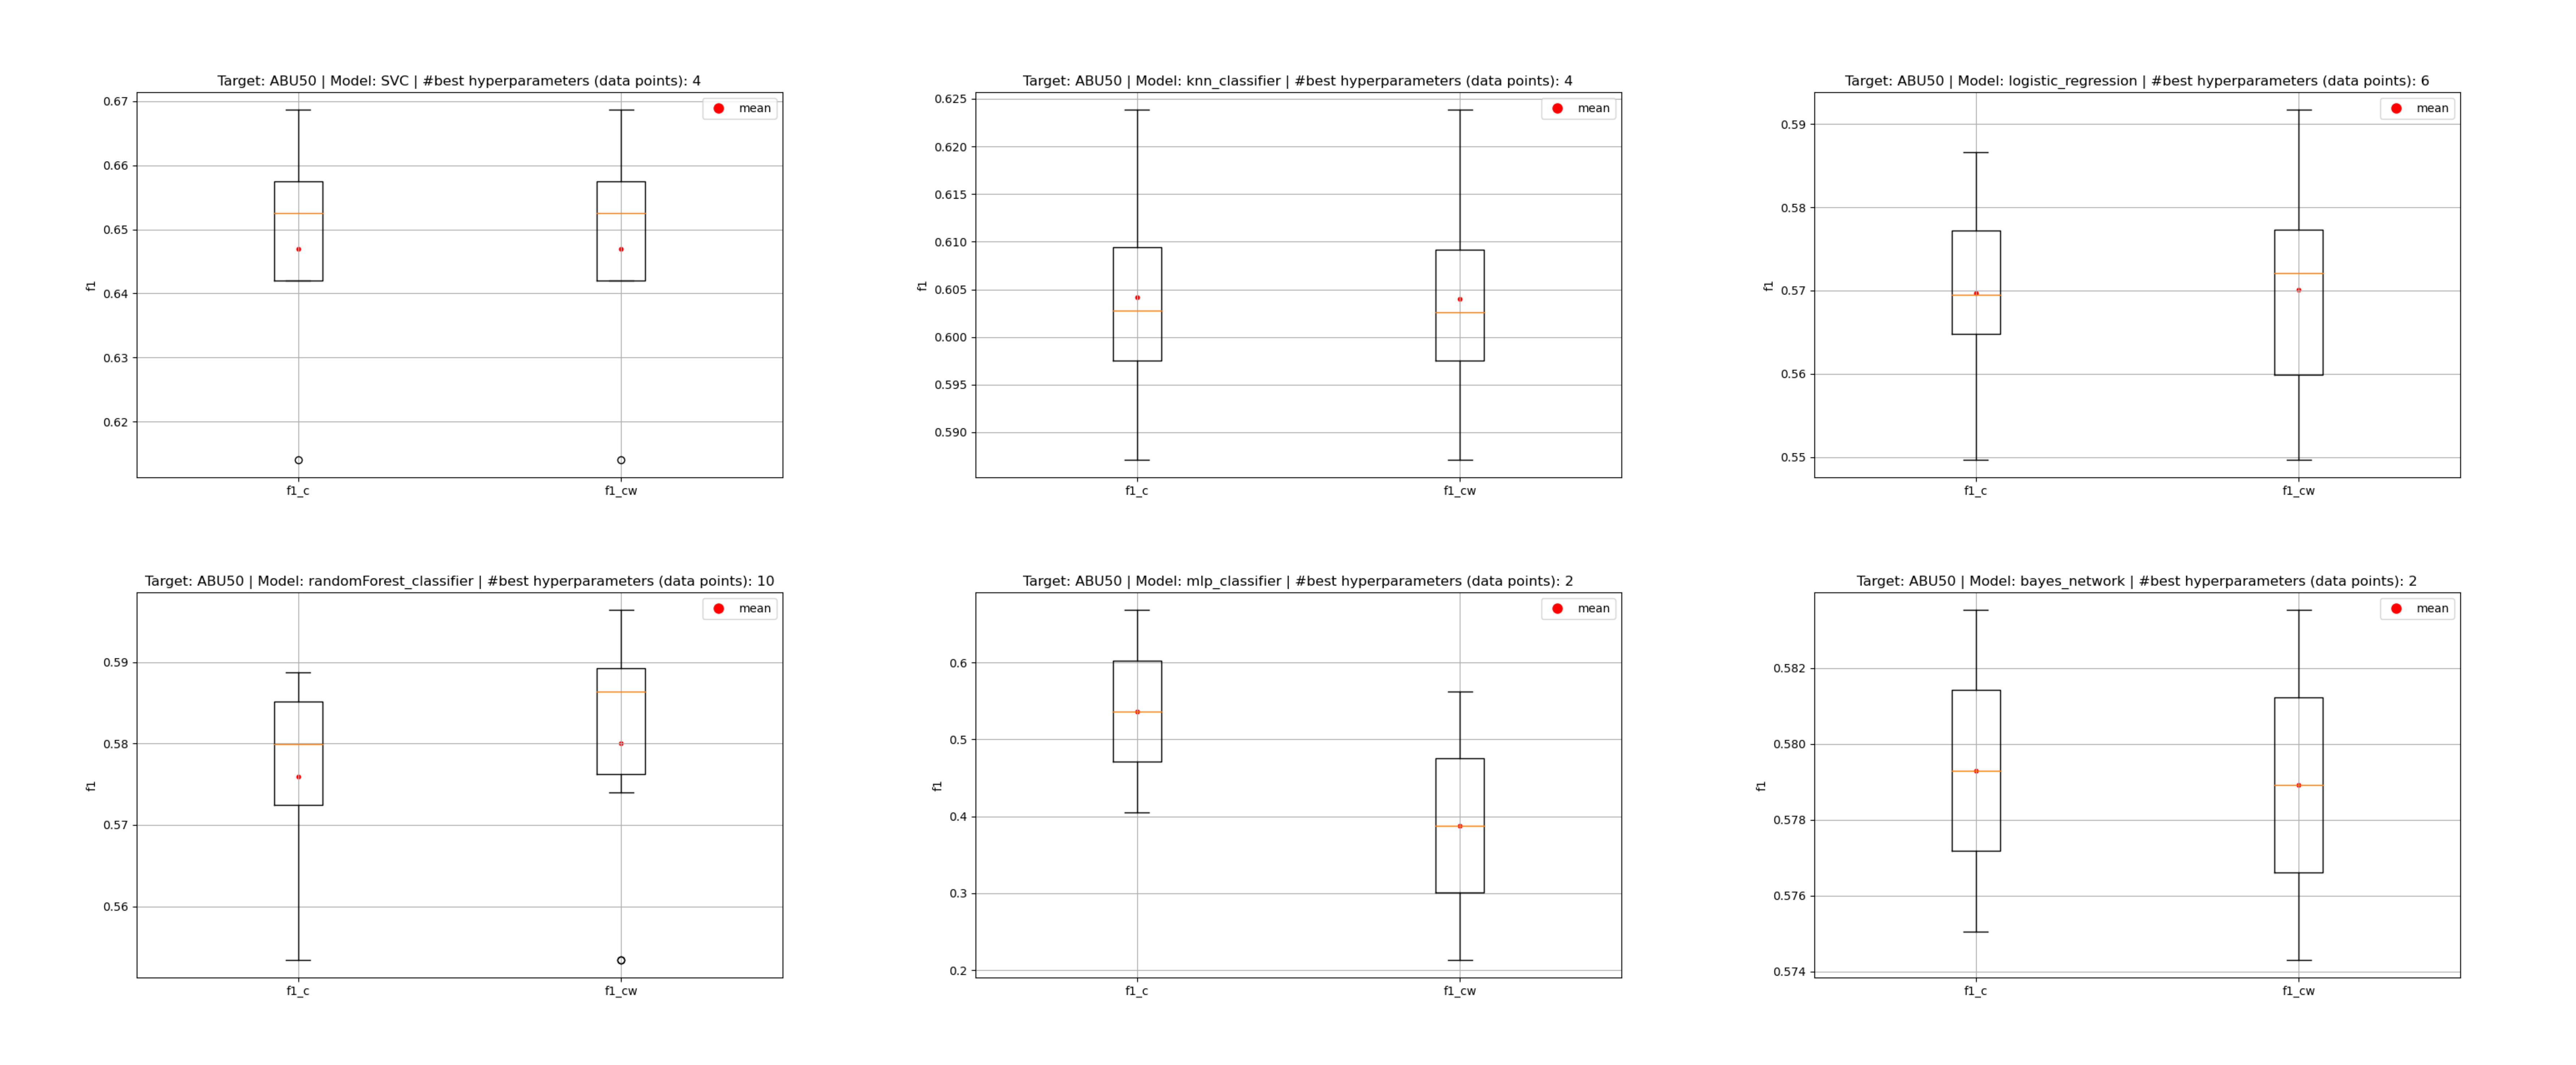 Target: ABU50 | Model: SVC | #best hyperparameters (data points): 4
mean
0.67
0.66
0.65
0.64
0.63
0.62
f1
f1_c
f1_cw
Target: ABU50 | Model: knn_classifier | #best hyperparameters (data points): 4
mean
0.625
0.620
0.615
0.610
0.605
0.600
0.595
0.590
f1
f1_c
f1_cw
Target: ABU50 | Model: logistic_regression | #best hyperparameters (data points): 6
mean
0.59
0.58
0.57
0.56
0.55
f1
f1_c
f1_cw
Target: ABU50 | Model: randomForest_classifier | #best hyperparameters (data points): 10
mean
0.59
0.58
0.57
0.56
f1
f1_c
f1_cw
Target: ABU50 | Model: mlp_classifier | #best hyperparameters (data points): 2
mean
0.6
0.5
0.4
0.3
0.2
f1
f1_c
f1_cw
Target: ABU50 | Model: bayes_network | #best hyperparameters (data points): 2
mean
0.582
0.580
0.578
0.576
0.574
f1
f1_c
f1_cw